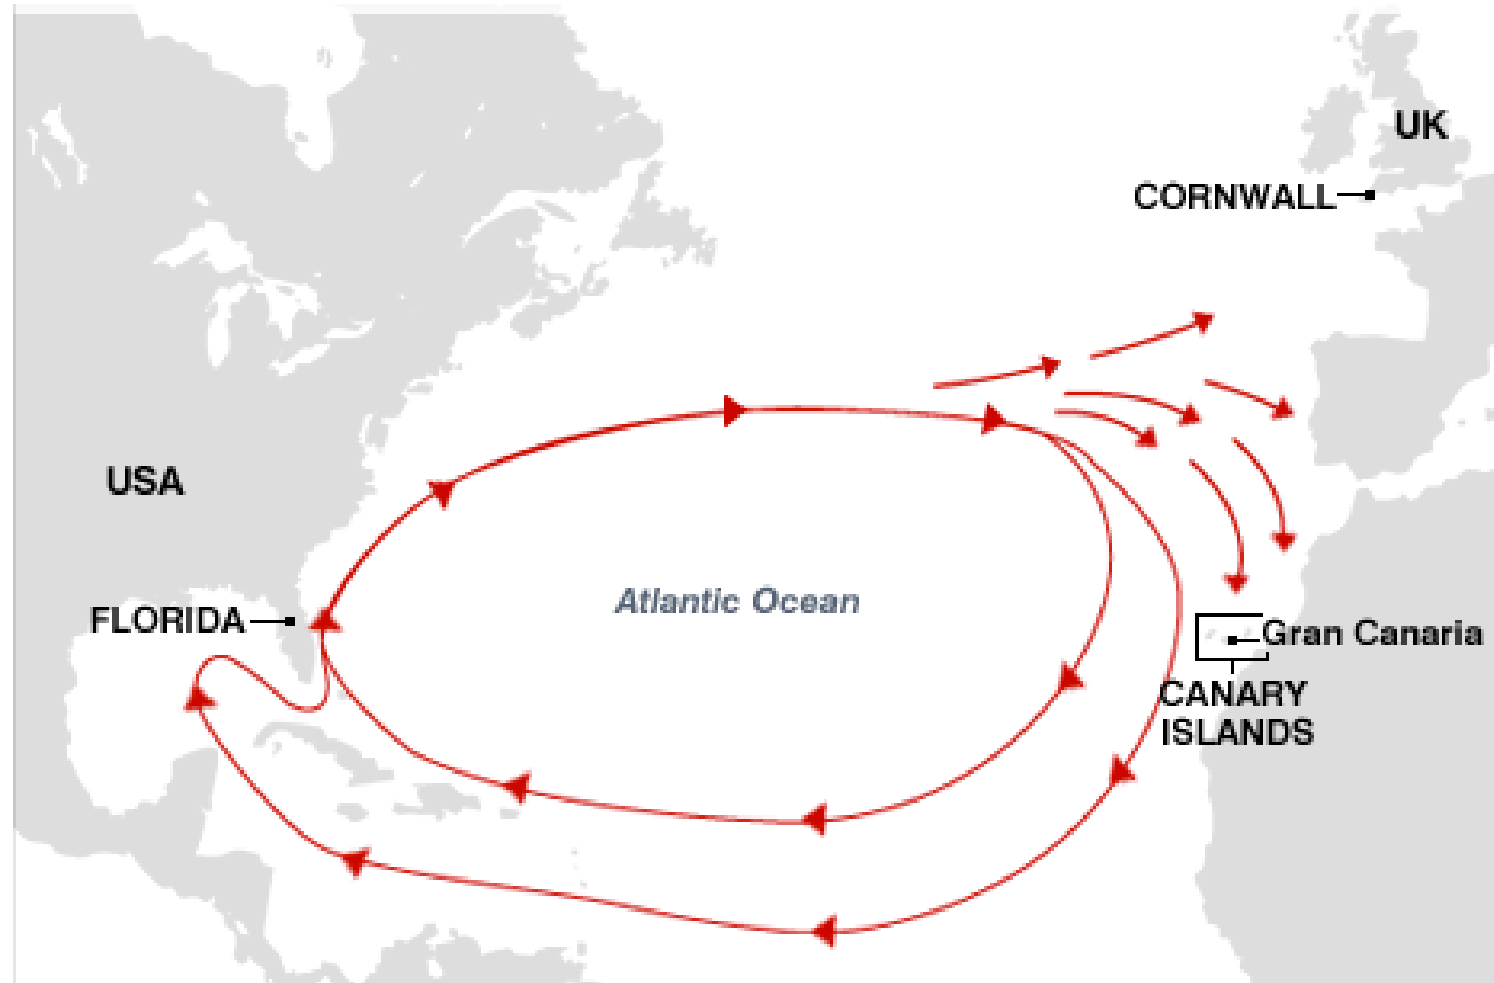 UK
CORNWALL
USA
Atlantic Ocean
FLORIDA
Gran Canaria
CANARY
ISLANDS